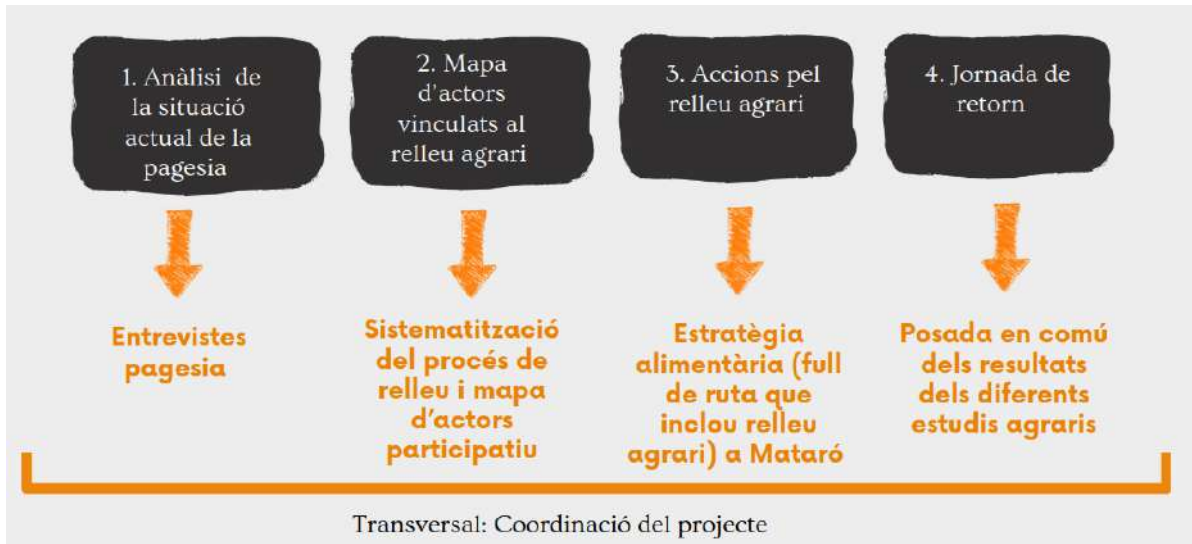 1. Anàlisi de
la situació
actual de la
pagesia
2. Mapa
d'actors
vinculats al
relleu agrari
3. Accions pel
relleu agrari
4. Jornada de
retorn
Entrevistes
pagesia
Sistematització
del procés de
relleu i mapa
d'actors
participatiu
Estratègia
alimentària (full
de ruta que
inclou relleu
agrari) a Mataró
Posada en comú
dels resultats
dels diferents
estudis agraris
Transversal: Coordinació del projecte